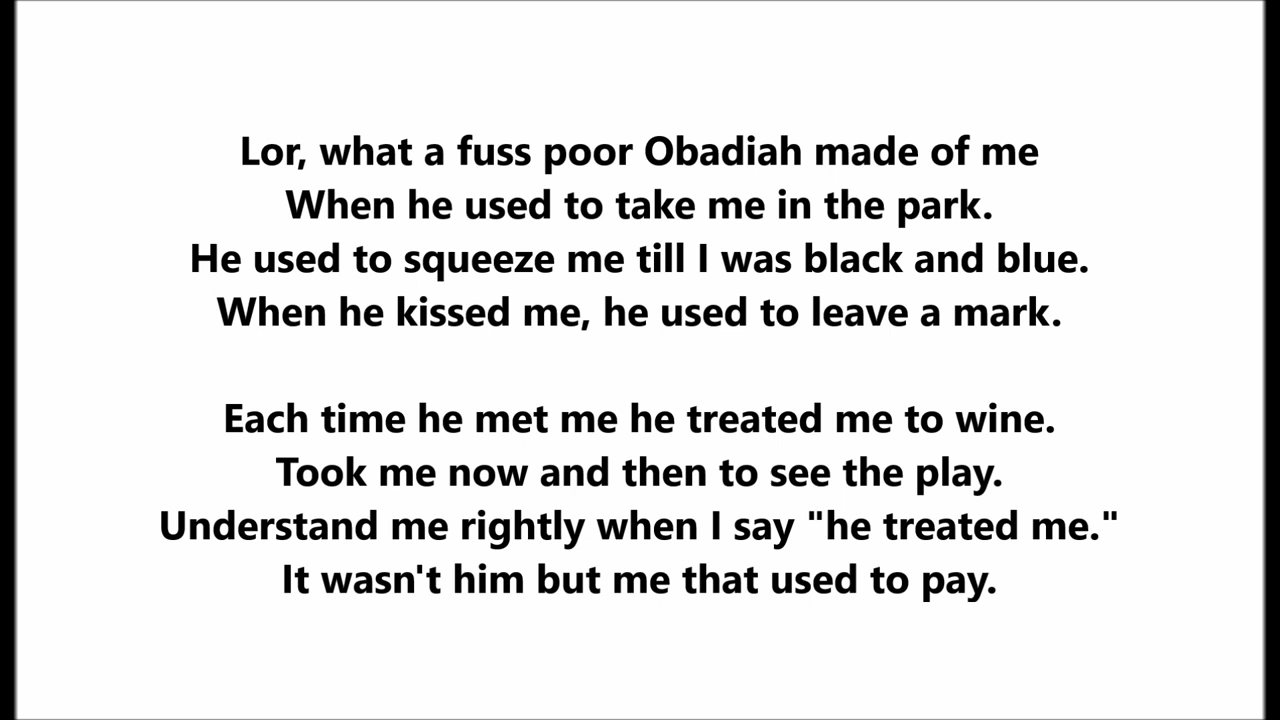 Lor, what a fuss poor Obadiah made of me
When he used to take me in the park.
He used to squeeze me till I was black and blue.
When he kissed me, he used to leave a mark.
Each time he met me he treated me to wine.
Took me now and then to see the play.
Understand me rightly when I say "he treated me."
It wasn't him but me that used to pay.